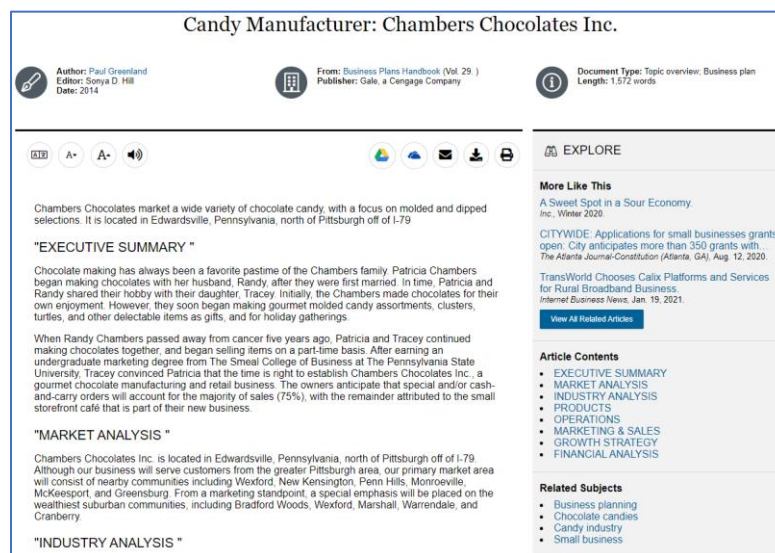 Candy Manufacturer: Chambers Chocolates Inc.
Author: Paul Greenland
Editor: Sonya D. Hill
Date: 2014
From: Business Plans Handbook (Vol. 29. )
Publisher: Gale, a Cengage Company
Document Type: Topic overview; Business plan
Length: 1,572 words
A-
A+
Chambers Chocolates market a wide variety of chocolate candy, with a focus on molded and dipped
selections. It is located in Edwardsville, Pennsylvania, north of Pittsburgh off of I-79
"EXECUTIVE SUMMARY "
Chocolate making has always been a favorite pastime of the Chambers family. Patricia Chambers
began making chocolates with her husband, Randy, after they were first married. In time, Patricia and
Randy shared their hobby with their daughter, Tracey. Initially, the Chambers made chocolates for their
own enjoyment. However, they soon began making gourmet molded candy assortments, clusters,
turtles, and other delectable items as gifts, and for holiday gatherings.
When Randy Chambers passed away from cancer five years ago, Patricia and Tracey continued
making chocolates together, and began selling items on a part-time basis. After earning an
undergraduate marketing degree from The Smeal College of Business at The Pennsylvania State
University, Tracey convinced Patricia that the time is right to establish Chambers Chocolates Inc., a
gourmet chocolate manufacturing and retail business. The owners anticipate that special and/or cash-
and-carry orders will account for the majority of sales (75%), with the remainder attributed to the small
storefront café that is part of their new business.
"MARKET ANALYSIS "
Chambers Chocolates Inc. is located in Edwardsville, Pennsylvania, north of Pittsburgh off of I-79.
Although our business will serve customers from the greater Pittsburgh area, our primary market area
will consist of nearby communities including Wexford, New Kensington, Penn Hills, Monroeville,
McKeesport, and Greensburg. From a marketing standpoint, a special emphasis will be placed on the
wealthiest suburban communities, including Bradford Woods, Wexford, Marshall, Warrendale, and
Cranberry.
"INDUSTRY ANALYSIS "
EXPLORE
More Like This
A Sweet Spot in a Sour Economy.
Inc., Winter 2020.
CITYWIDE: Applications for small businesses grants
open: City anticipates more than 350 grants with...
The Atlanta Journal-Constitution (Atlanta, GA), Aug. 12, 2020.
TransWorld Chooses Calix Platforms and Services
for Rural Broadband Business.
Internet Business News, Jan. 19, 2021.
View All Related Articles
Article Contents
EXECUTIVE SUMMARY
MARKET ANALYSIS
INDUSTRY ANALYSIS
PRODUCTS
OPERATIONS
MARKETING & SALES
GROWTH STRATEGY
FINANCIAL ANALYSIS
Related Subjects
Business planning
Chocolate candies
Candy industry
Small business